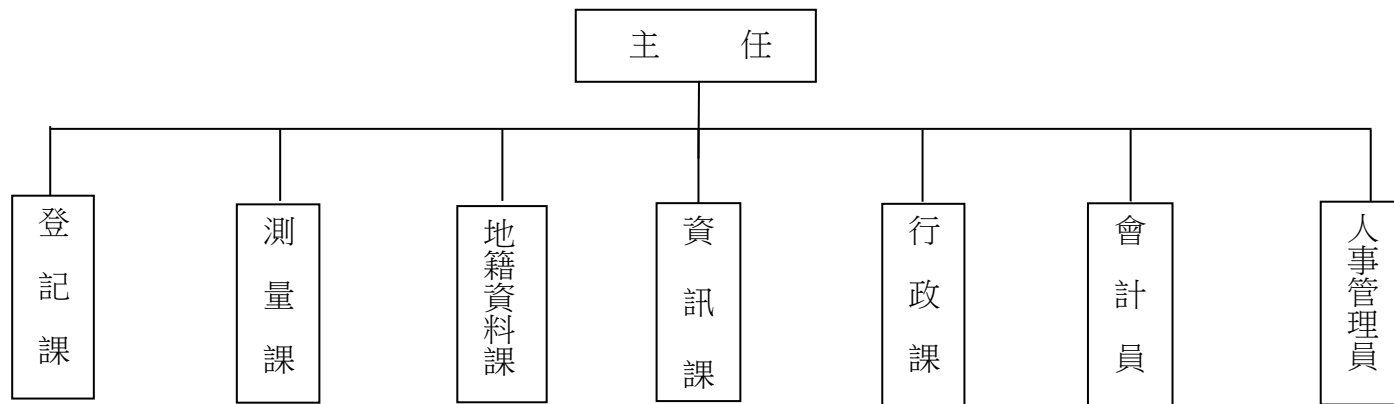 主 任
登記課
測量課
地籍資料課
資訊課
行政課
會計員
人事管理員